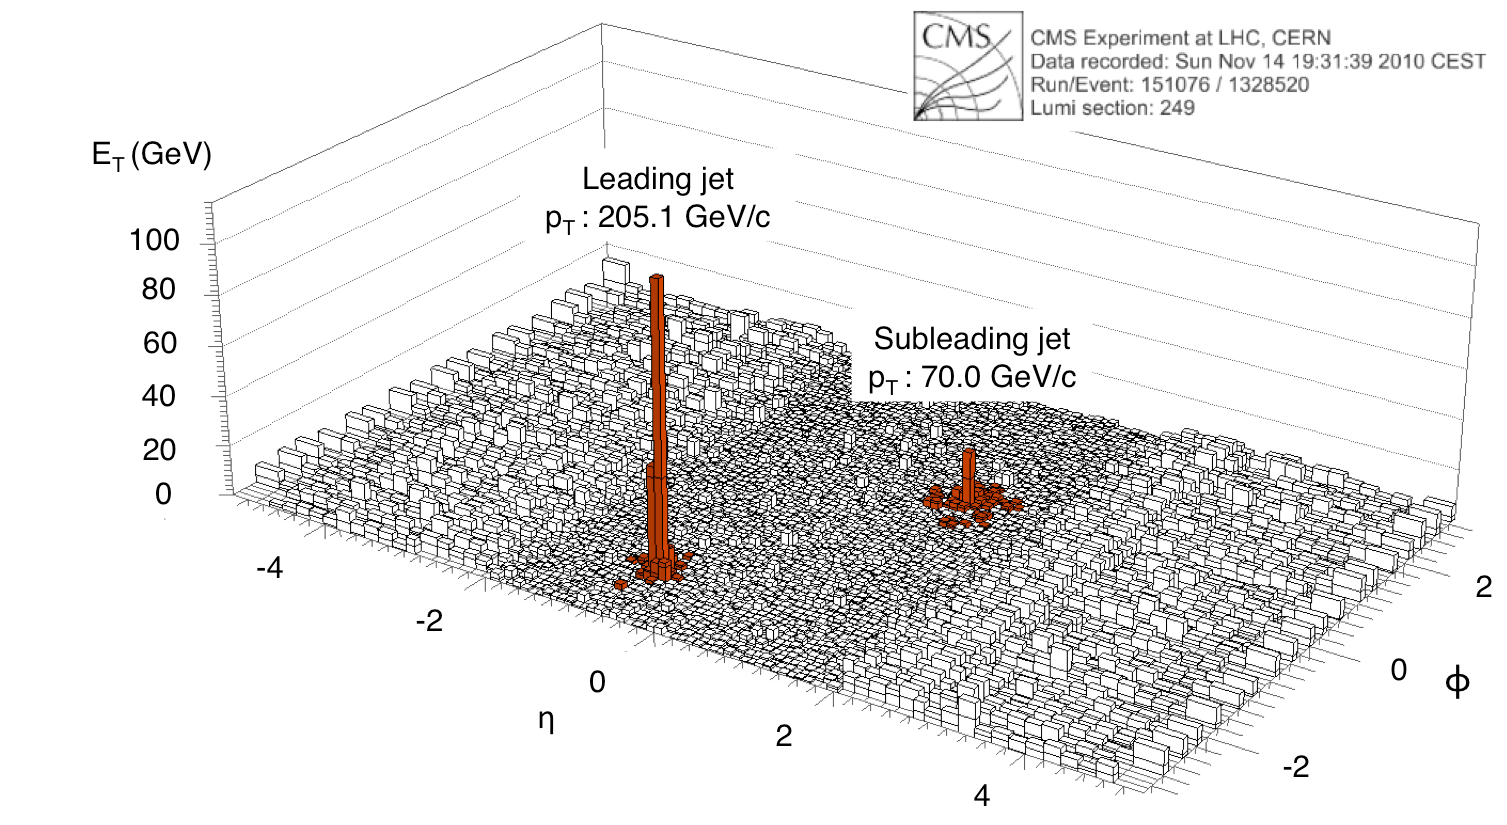 CMS
CMS Experiment at LHC, CERN
Data recorded: Sun Nov 14 19:31:39 2010 CEST
Run/Event: 151076 / 1328520
Lumi section: 249
E_T (GeV)
Leading jet
p_T : 205.1 GeV/c
Subleading jet
p_T : 70.0 GeV/c
100
80
60
40
20
0
-4
-2
0
2
4
η
2
0
-2
ϕ